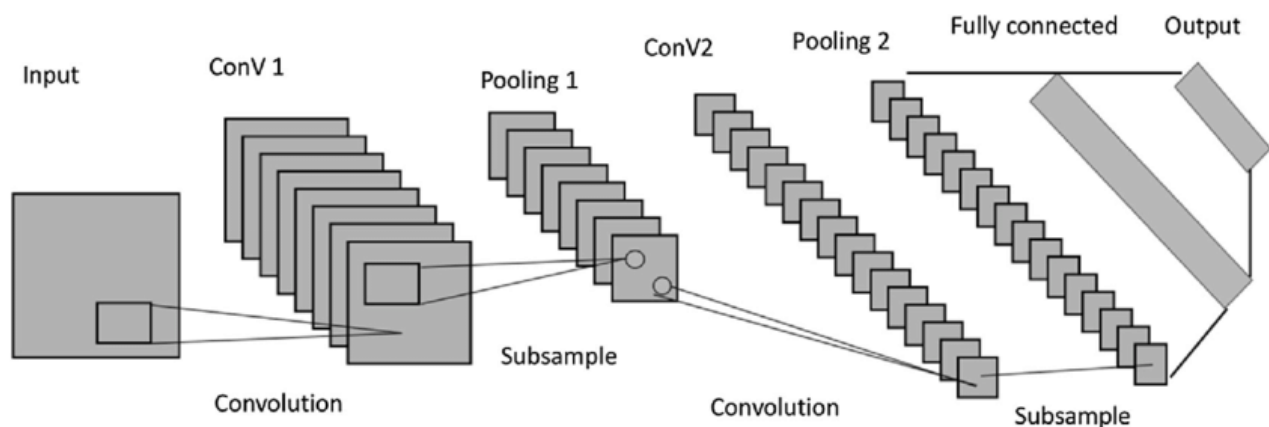 Input
ConV 1
Pooling 1
ConV2
Pooling 2
Fully connected
Output
Convolution
Subsample
Convolution
Subsample